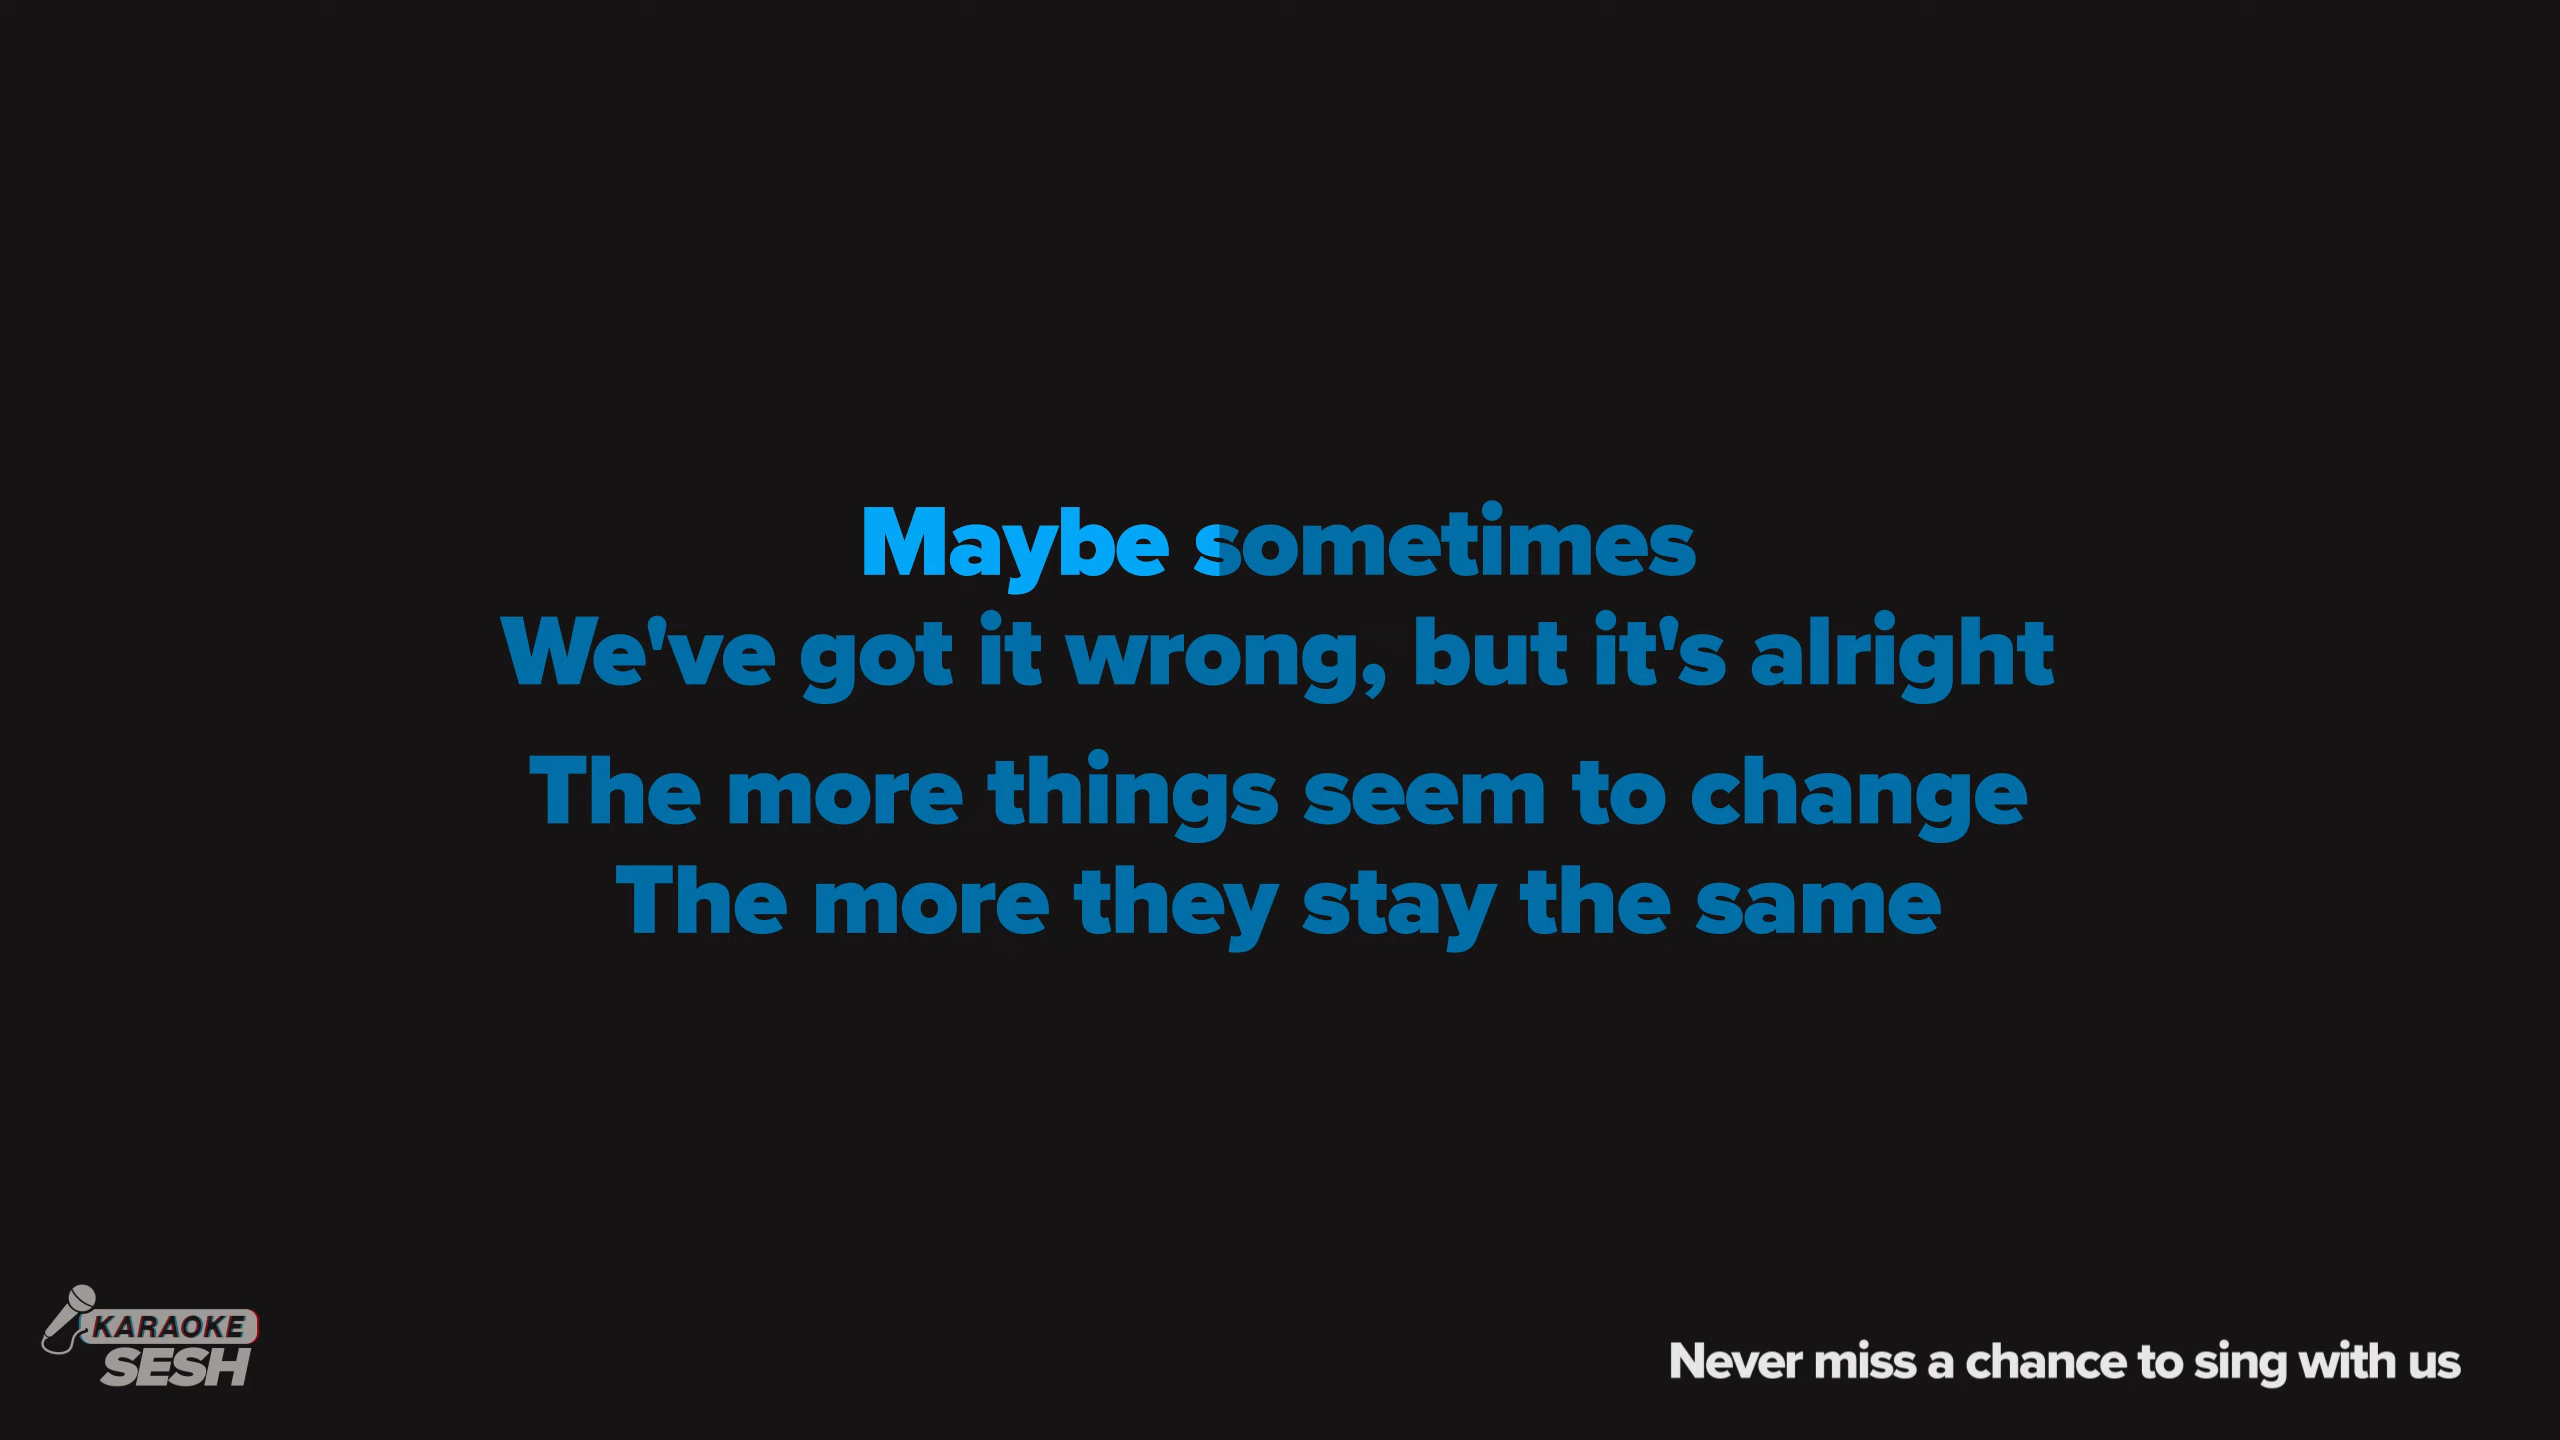 Maybe sometimes
We've got it wrong, but it's alright
The more things seem to change
The more they stay the same
KARAOKE
SESH
Never miss a chance to sing with us